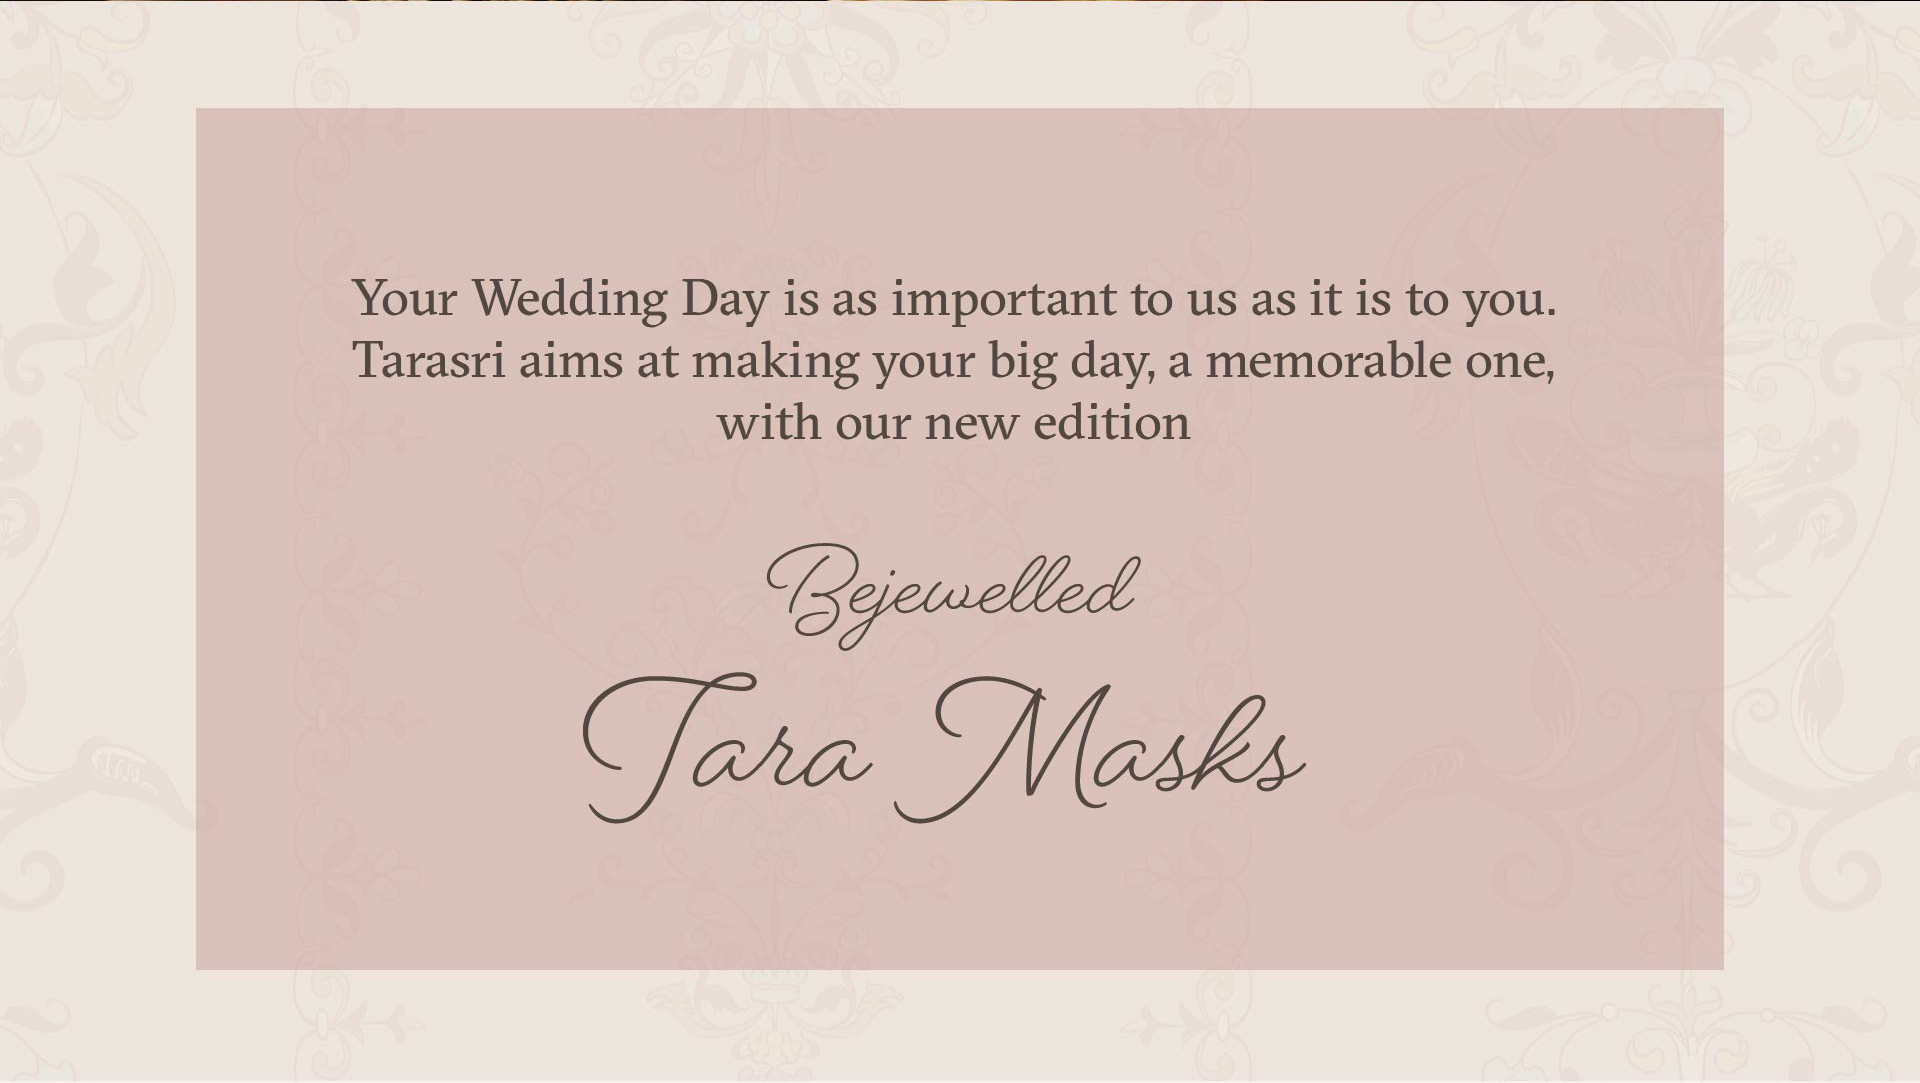 Your Wedding Day is as important to us as it is to you.
Tarasri aims at making your big day, a memorable one,
with our new edition
Bejewelled
Tara Masks